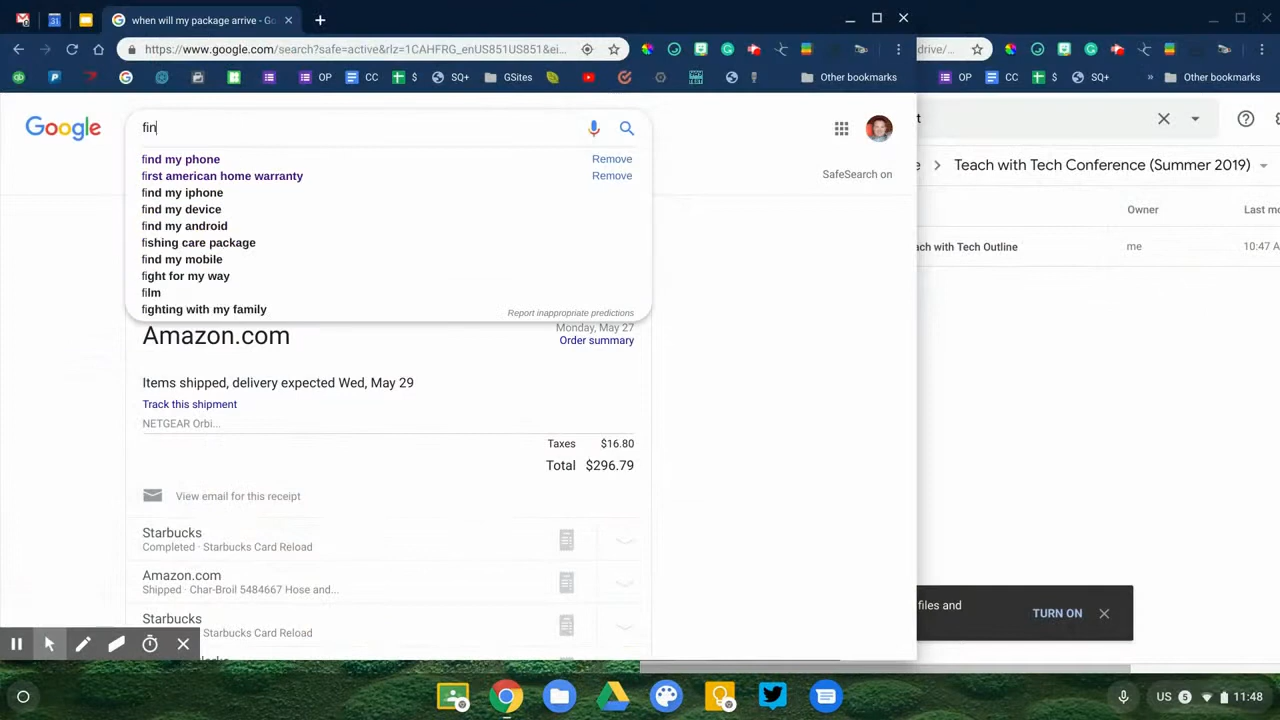 when will my package arrive - Go
https://www.google.com/search?safe=active&rlz=1CAHFRG_enUS851US851&ei...
drive/...
OP
CC
$
SQ+
GSites
Other bookmarks
OP
CC
$
SQ+
»
Other bookmarks
Google
fin
find my phone
Remove
first american home warranty
Remove
find my iphone
find my device
find my android
fishing care package
find my mobile
fight for my way
film
fighting with my family
Report inappropriate predictions
SafeSearch on
Teach with Tech Conference (Summer 2019)
Owner
Last mo
ach with Tech Outline
me
10:47 A
Amazon.com
Monday, May 27
Order summary
Items shipped, delivery expected Wed, May 29
Track this shipment
NETGEAR Orbi...
Taxes $16.80
Total $296.79
View email for this receipt
Starbucks
Completed · Starbucks Card Reload
Amazon.com
Shipped · Char-Broil 5484667 Hose and...
Starbucks
Starbucks Card Reload
files and
TURN ON
US
5
11:48